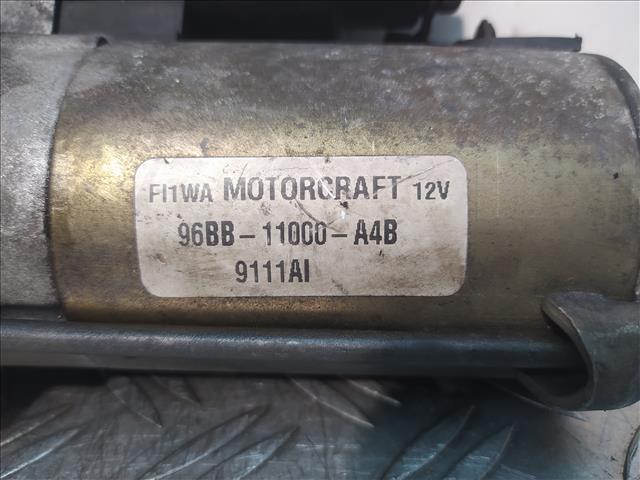 FI1WA MOTORCRAFT 12V
96BB-11000-A4B
9111AI